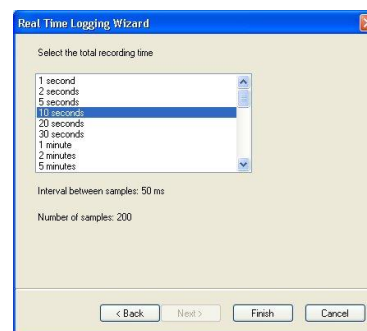 Real Time Logging Wizard
Select the total recording time
1 second
2 seconds
5 seconds
10 seconds
20 seconds
30 seconds
1 minute
2 minutes
5 minutes
Interval between samples: 50 ms
Number of samples: 200
< Back Next > Finish Cancel